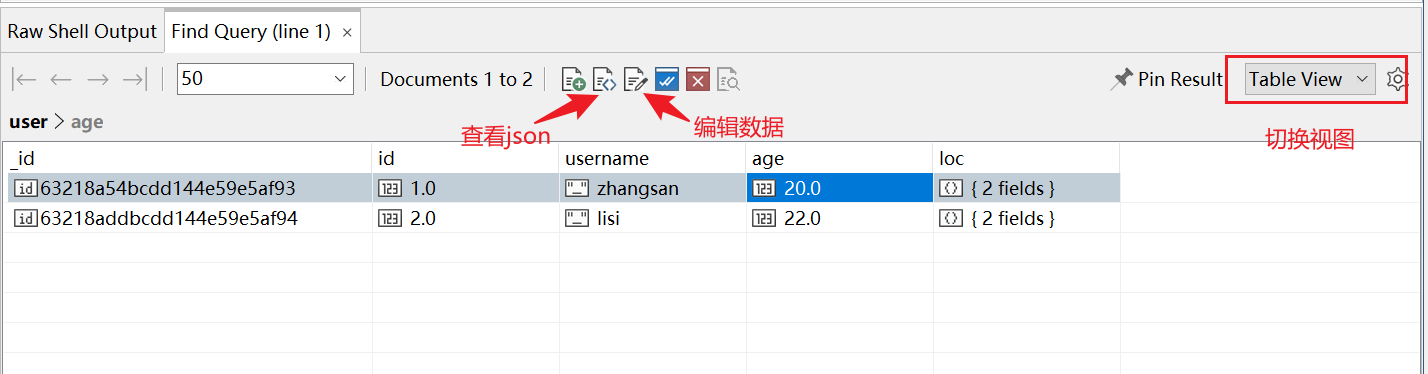 Raw Shell Output Find Query (line 1) ×
50 Documents 1 to 2 Pin Result Table View
查看json 编辑数据 切换视图
user > age
_id id username age loc
63218a54bcdd144e59e5af93 1.0 zhangsan 20.0 { 2 fields }
63218addbcdd144e59e5af94 2.0 lisi 22.0 { 2 fields }